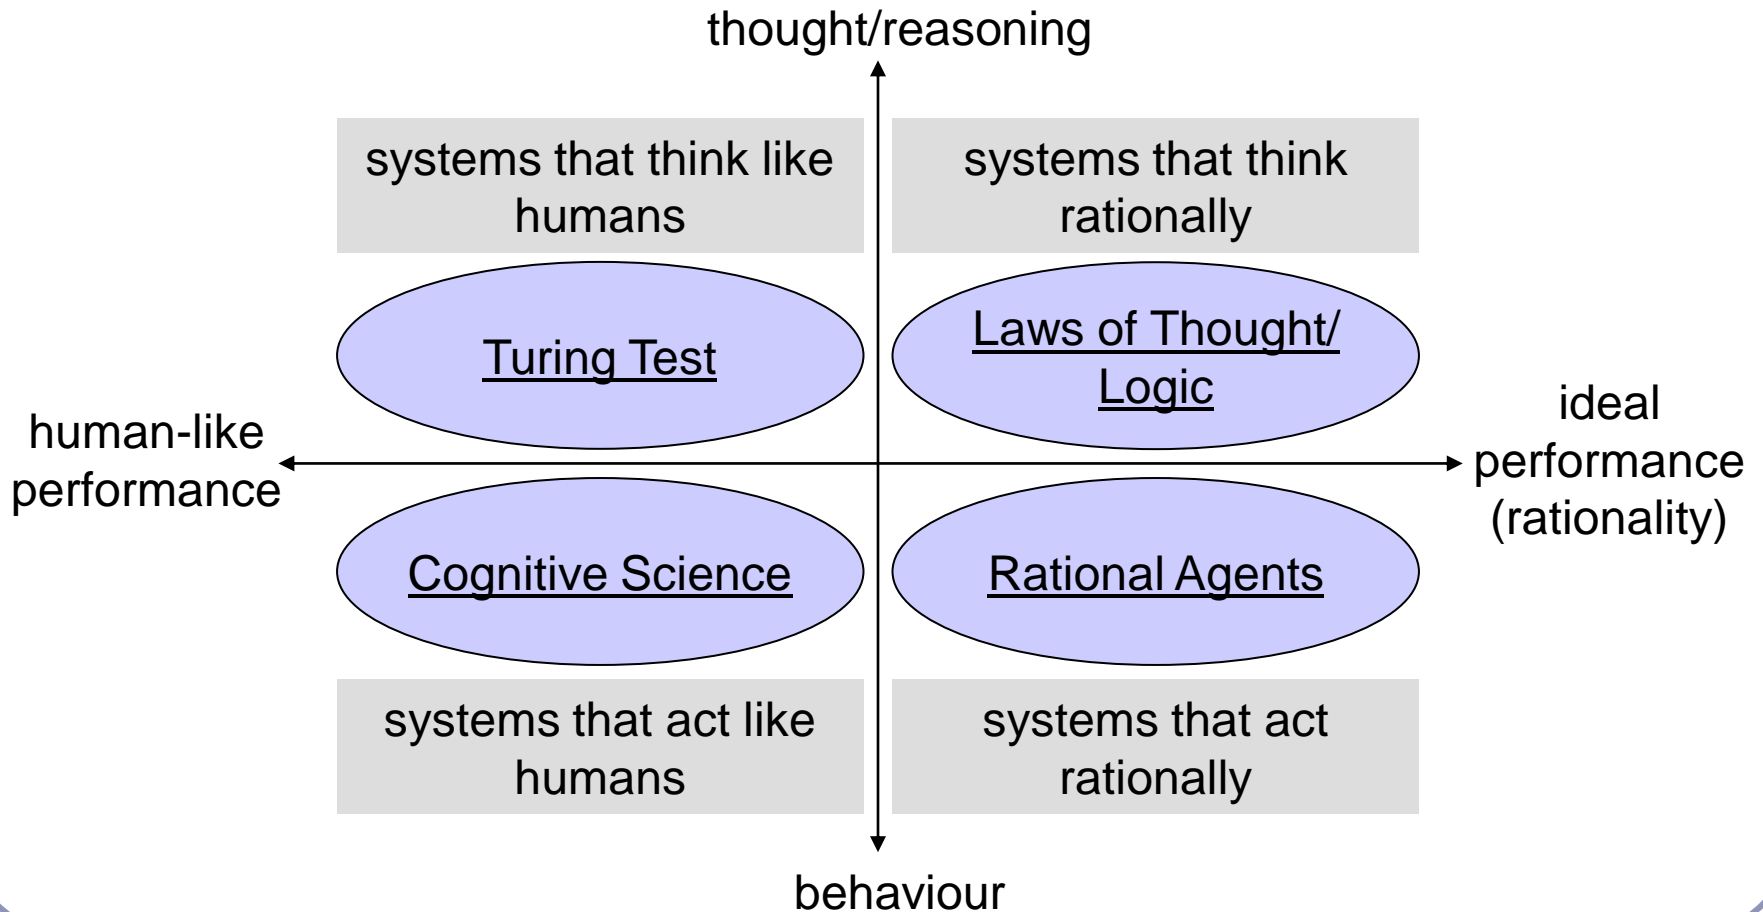 thought/reasoning
systems that think like
humans
systems that think
rationally
Turing Test
Laws of Thought/
Logic
human-like
performance
ideal
performance
(rationality)
Cognitive Science
Rational Agents
systems that act like
humans
systems that act
rationally
behaviour